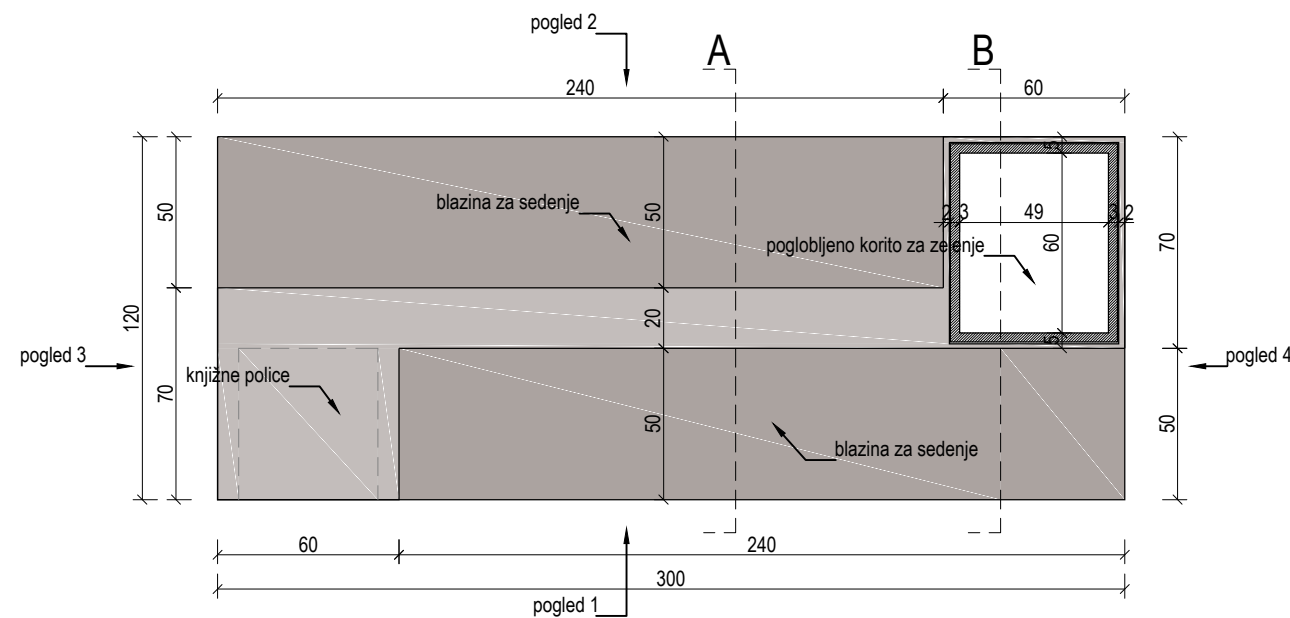 pogled 2
A
B
240
60
50
blazina za sedenje
50
5
2 3
49
3 2
poglobljeno korito za zelenje
60
70
120
20
5
pogled 3
pogled 4
knjižne police
70
50
blazina za sedenje
50
60
240
300
pogled 1